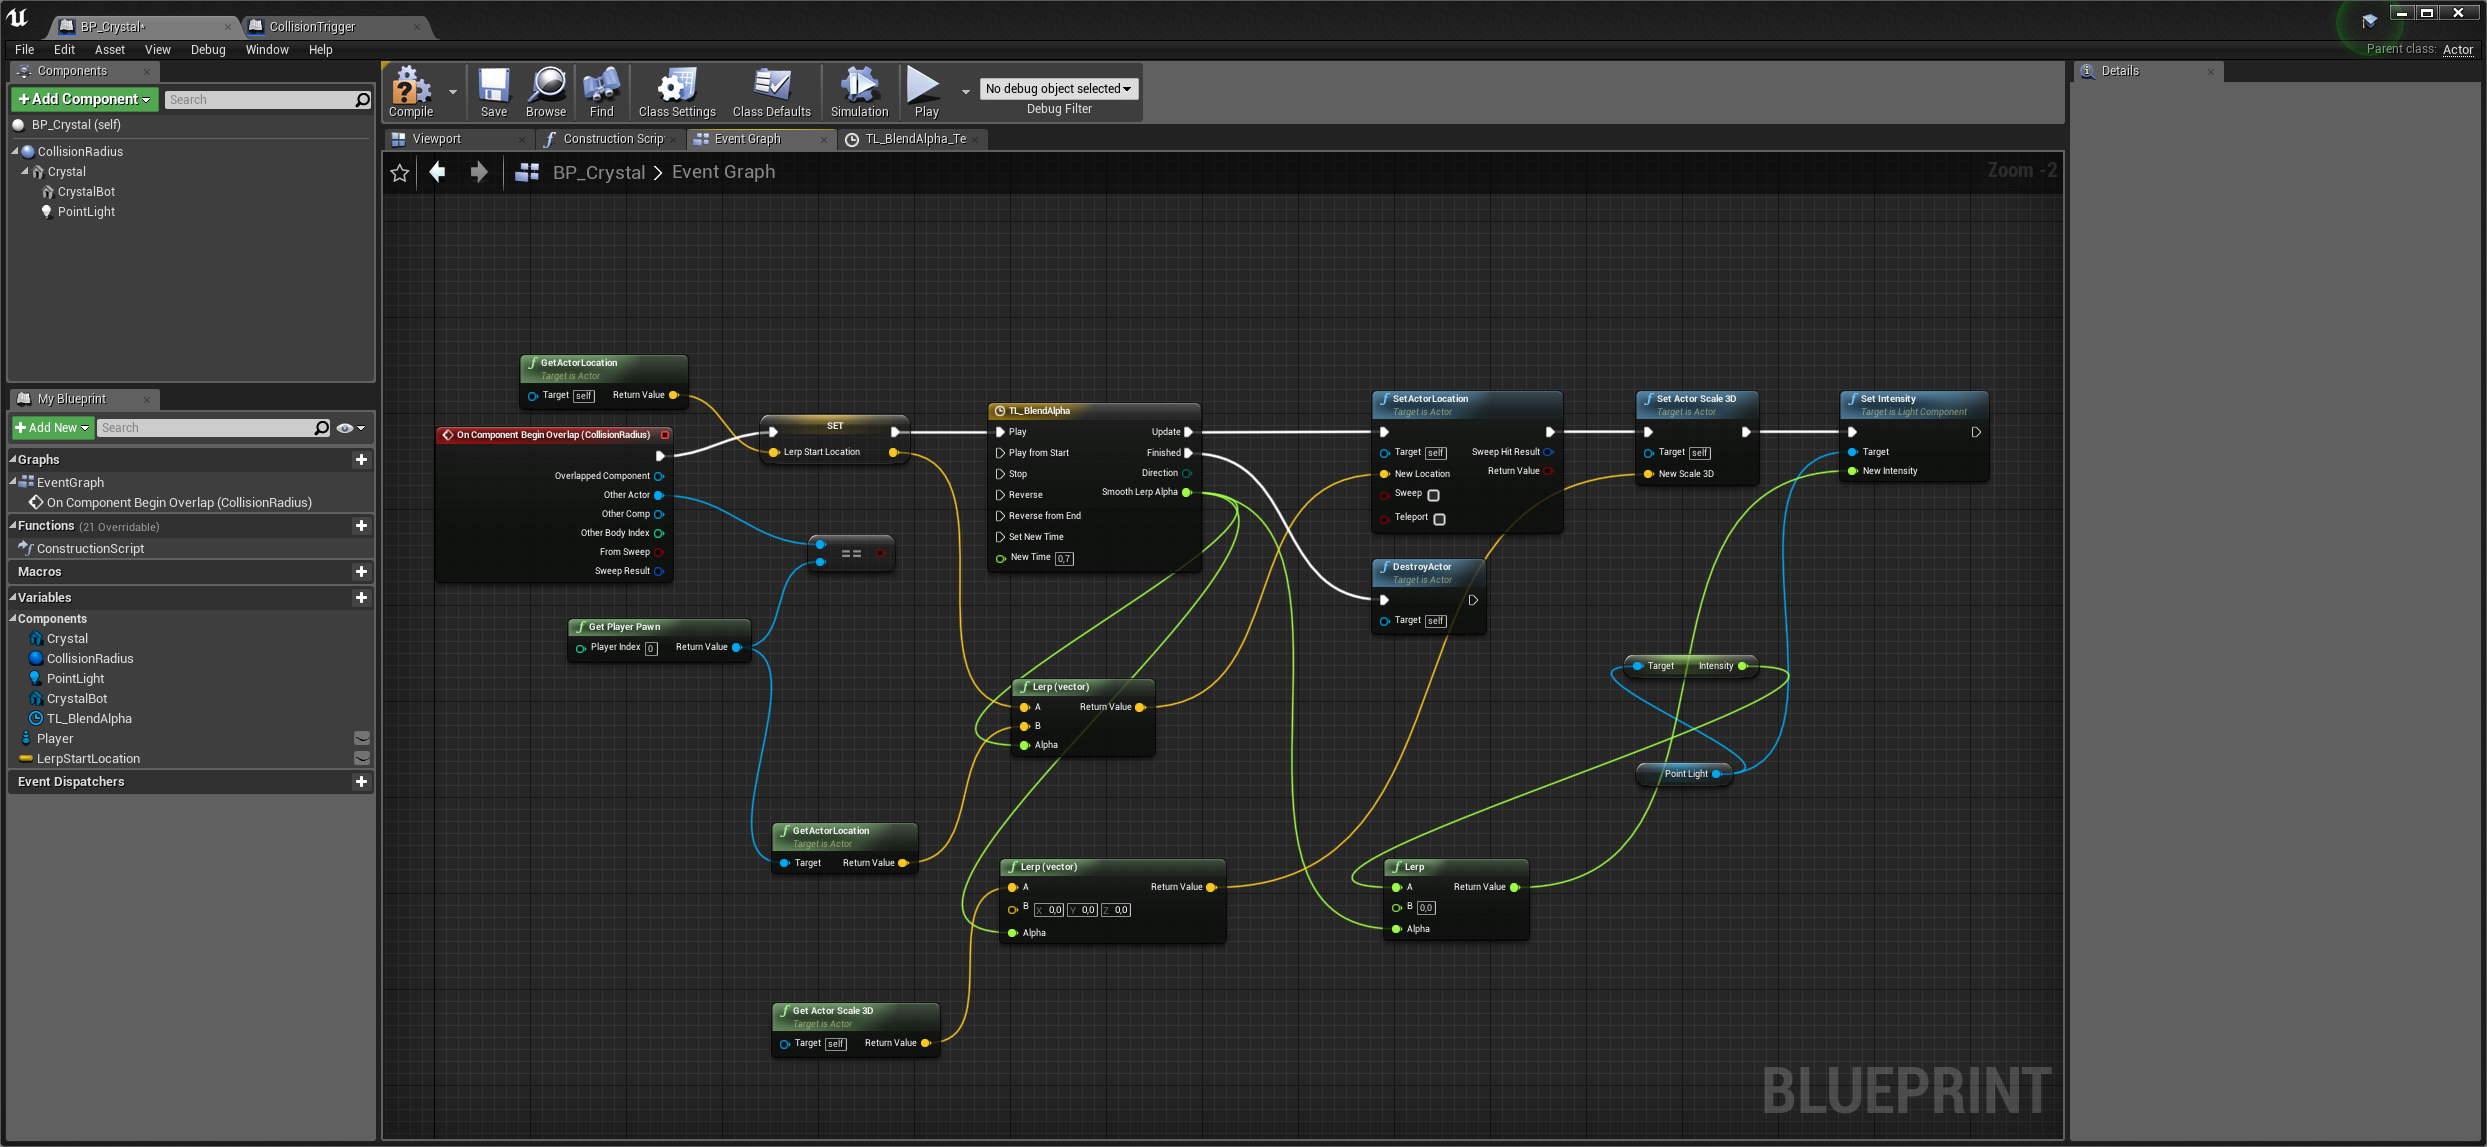 BP_Crystal*
CollisionTrigger
File Edit Asset View Debug Window Help
Parent class: Actor
Components
+Add Component
Search
BP_Crystal (self)
CollisionRadius
Crystal
CrystalBot
PointLight
My Blueprint
+Add New
Search
Graphs
EventGraph
On Component Begin Overlap (CollisionRadius)
Functions (21 Overridable)
ConstructionScript
Macros
Variables
Components
Crystal
CollisionRadius
PointLight
CrystalBot
TL_BlendAlpha
Player
LerpStartLocation
Event Dispatchers
Compile
Save
Browse
Find
Class Settings
Class Defaults
Simulation
Play
No debug object selected
Debug Filter
Viewport
Construction Scrip
Event Graph
TL_BlendAlpha_Te
BP_Crystal > Event Graph
Zoom -2
GetActorLocation
Target is Actor
Target self Return Value
On Component Begin Overlap (CollisionRadius)
Overlapped Component
Other Actor
Other Comp
Other Body Index
From Sweep
Sweep Result
SET
Lerp Start Location
==
Get Player Pawn
Player Index 0 Return Value
TL_BlendAlpha
Play Update
Play from Start Finished
Stop Direction
Reverse Smooth Lerp Alpha
Reverse from End
Set New Time
New Time 0,7
Lerp (vector)
A Return Value
B
Alpha
GetActorLocation
Target is Actor
Target Return Value
Lerp (vector)
A Return Value
B X 0,0 Y 0,0 Z 0,0
Alpha
Get Actor Scale 3D
Target is Actor
Target self Return Value
SetActorLocation
Target is Actor
Target self Sweep Hit Result
New Location Return Value
Sweep
Teleport
DestroyActor
Target is Actor
Target self
Set Actor Scale 3D
Target is Actor
Target self
New Scale 3D
Set Intensity
Target is Light Component
Target
New Intensity
Target Intensity
Point Light
Lerp
A Return Value
B 0,0
Alpha
BLUEPRINT
Details